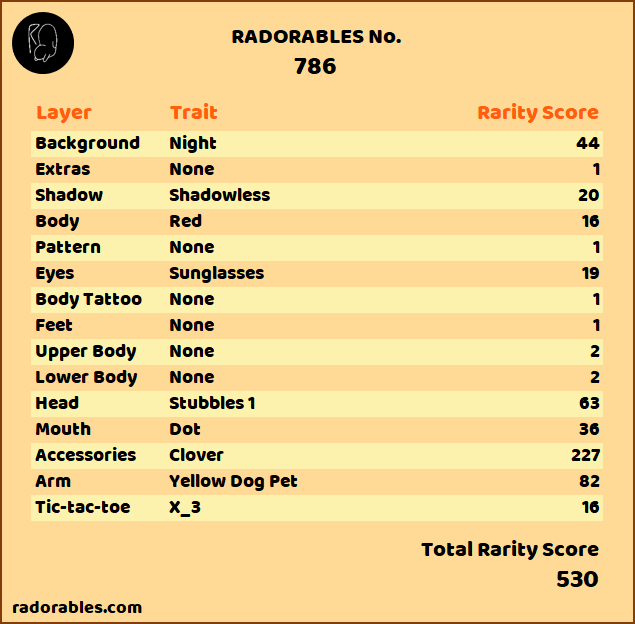 RADORABLES No.
786
Layer Trait Rarity Score
Background Night 44
Extras None 1
Shadow Shadowless 20
Body Red 16
Pattern None 1
Eyes Sunglasses 19
Body Tattoo None 1
Feet None 1
Upper Body None 2
Lower Body None 2
Head Stubbles 1 63
Mouth Dot 36
Accessories Clover 227
Arm Yellow Dog Pet 82
Tic-tac-toe X_3 16
Total Rarity Score
530
radorables.com